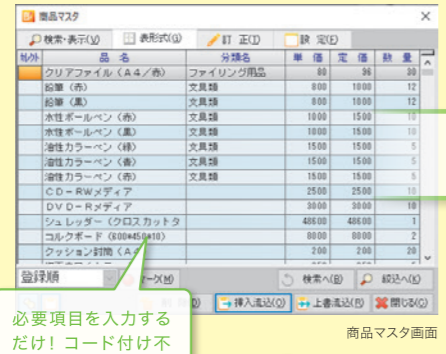 商品マスタ
検索・表示(V) 表形式(G) 訂 正(T) 設 定(E)
品 名 分類名 単 価 定 価 数 量
クリアファイル(A4/赤) ファイリング用品 80 96 30
鉛筆(赤) 文具類 800 1000 12
鉛筆(黒) 文具類 800 1000 12
水性ボールペン(赤) 文具類 1000 1500 10
水性ボールペン(黒) 文具類 1000 1500 10
油性カラーペン(緑) 文具類 1500 1500 5
油性カラーペン(青) 文具類 1500 1500 5
油性カラーペン(赤) 文具類 1500 1500 5
CD-RWメディア 2500 2500 10
DVD-Rメディア 3000 3000 10
シュレッダー(クロスカットタ 48600 48600 1
コルクボード(600*450*10) 8000 8000 2
クッション封筒(A4 200 200 20
登録順 検索へ(B) 絞込へ(K)
挿入流込(O) 上書流込(R) 閉じる(C)
必要項目を入力する
だけ!コード付け不
商品マスタ画面